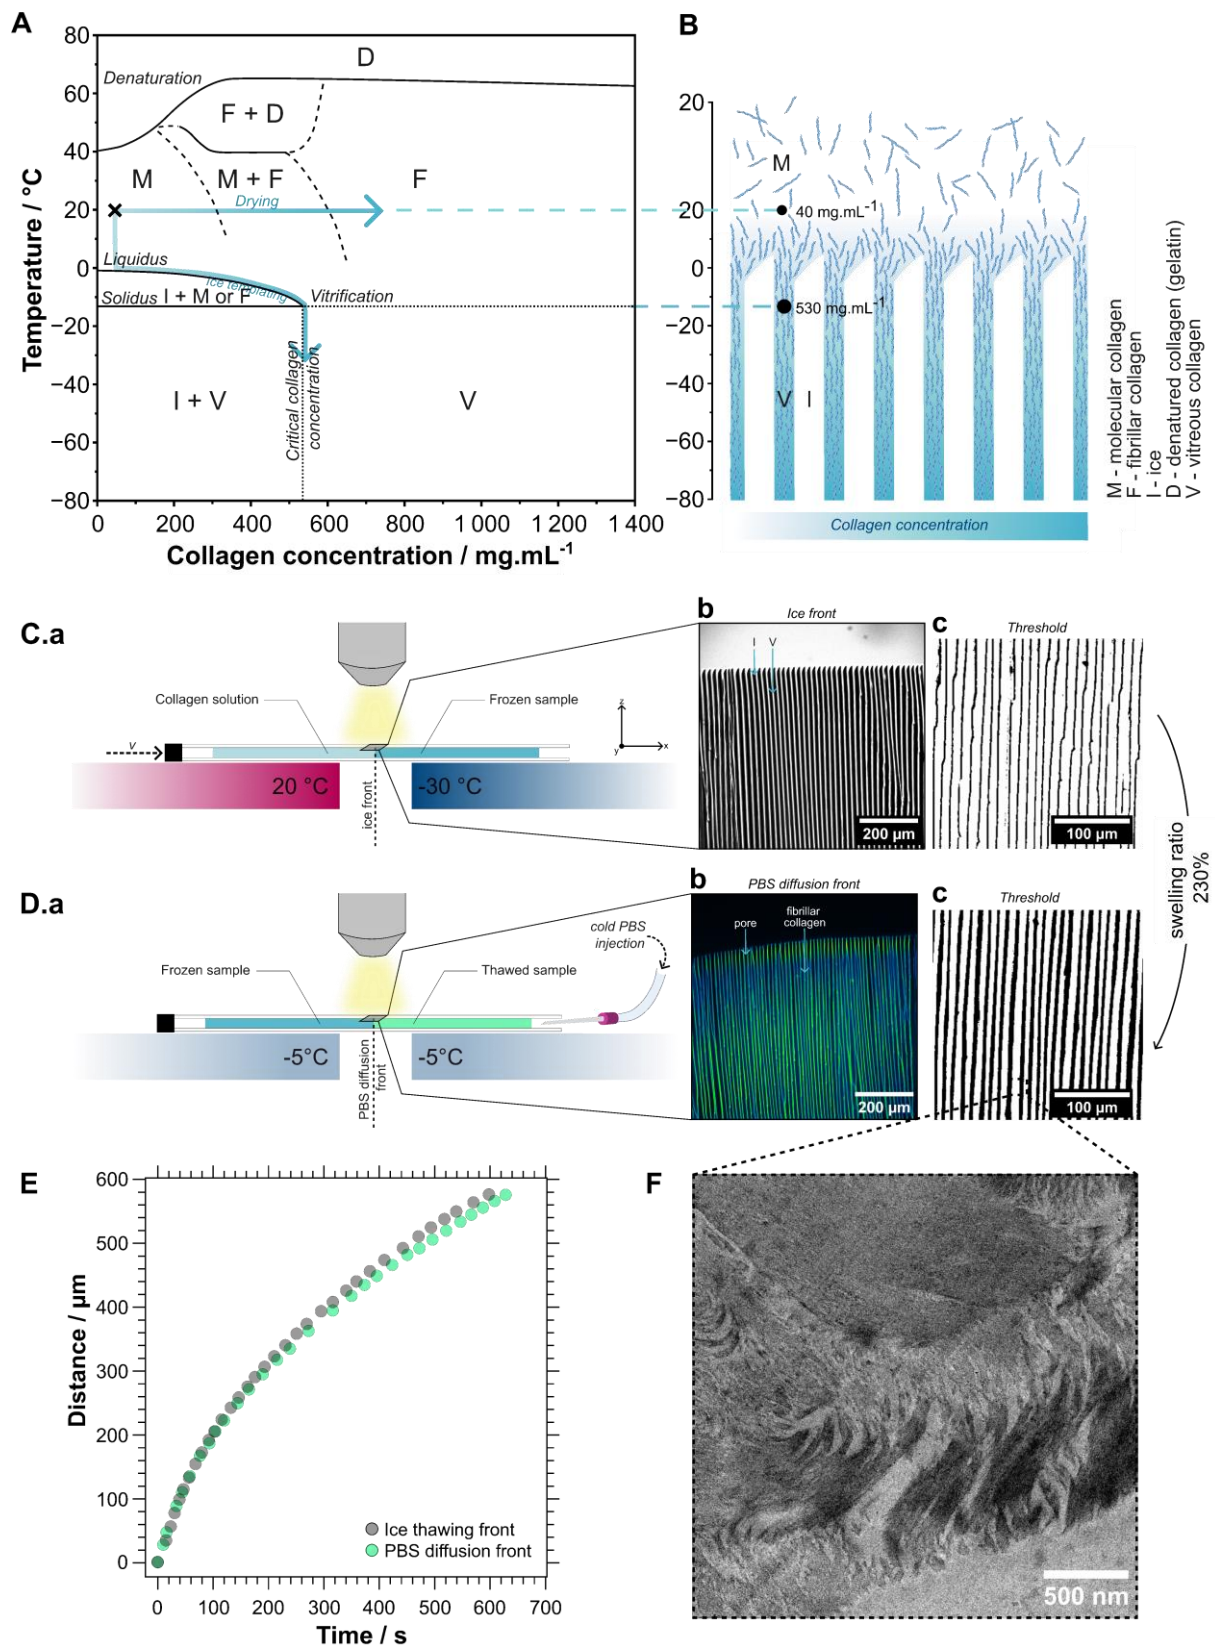 A
80
60
40
20
0
−20
−40
−60
−80
Temperature / °C
0
200
400
600
800
1 000
1 200
1 400
Collagen concentration / mg.mL-1
D
Denaturation
F + D
M
M + F
F
Drying
Liquidus
Ice templating
Solidus
I + M or F
Vitrification
I + V
V
Critical collagen
concentration
B
20
20
0
−20
−40
−60
−80
M
40 mg.mL-1
530 mg.mL-1
V
I
Collagen concentration
M - molecular collagen
F - fibrillar collagen
I - ice
D - denatured collagen (gelatin)
V - vitreous collagen
C.a
Collagen solution
Frozen sample
v
z
y
x
20 °C
-30 °C
ice front
b
Ice front
I
V
200 µm
c
Threshold
100 µm
swelling ratio
230%
D.a
Frozen sample
Thawed sample
cold PBS
injection
-5°C
-5°C
PBS diffusion
front
b
PBS diffusion front
pore
fibrillar
collagen
200 µm
c
Threshold
100 µm
E
600
500
400
300
200
100
0
Distance / µm
0
100
200
300
400
500
600
700
Time / s
Ice thawing front
PBS diffusion front
F
500 nm